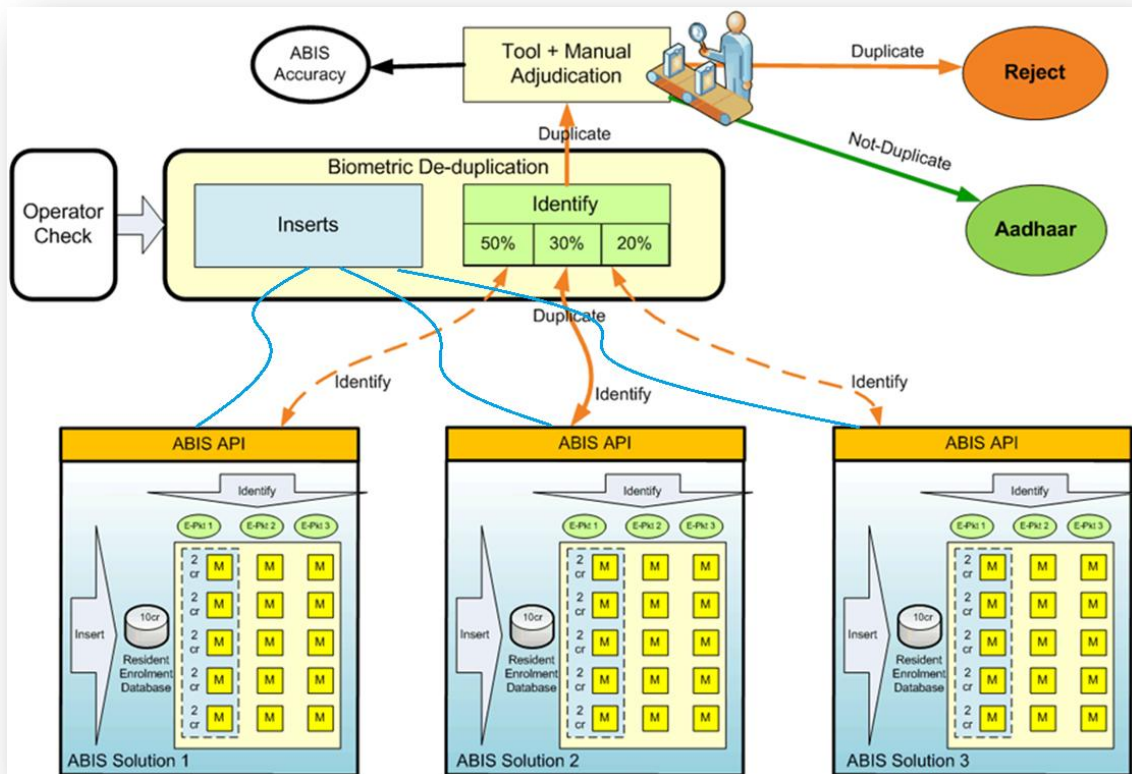 ABIS
Accuracy
Tool + Manual
Adjudication
Duplicate
Reject
Duplicate
Not-Duplicate
Aadhaar
Operator
Check
Biometric De-duplication
Inserts
Identify
50%
30%
20%
Duplicate
Identify
Identify
Identify
ABIS API
Identify
E-Pkt 1
E-Pkt 2
E-Pkt 3
Insert
10cr
Resident
Enrolment
Database
2
cr
M
M
M
2
cr
M
M
M
2
cr
M
M
M
2
cr
M
M
M
2
cr
M
M
M
ABIS Solution 1
ABIS API
Identify
E-Pkt 1
E-Pkt 2
E-Pkt 3
Insert
10cr
Resident
Enrolment
Database
2
cr
M
M
M
2
cr
M
M
M
2
cr
M
M
M
2
cr
M
M
M
2
cr
M
M
M
ABIS Solution 2
ABIS API
Identify
E-Pkt 1
E-Pkt 2
E-Pkt 3
Insert
10cr
Resident
Enrolment
Database
2
cr
M
M
M
2
cr
M
M
M
2
cr
M
M
M
2
cr
M
M
M
2
cr
M
M
M
ABIS Solution 3